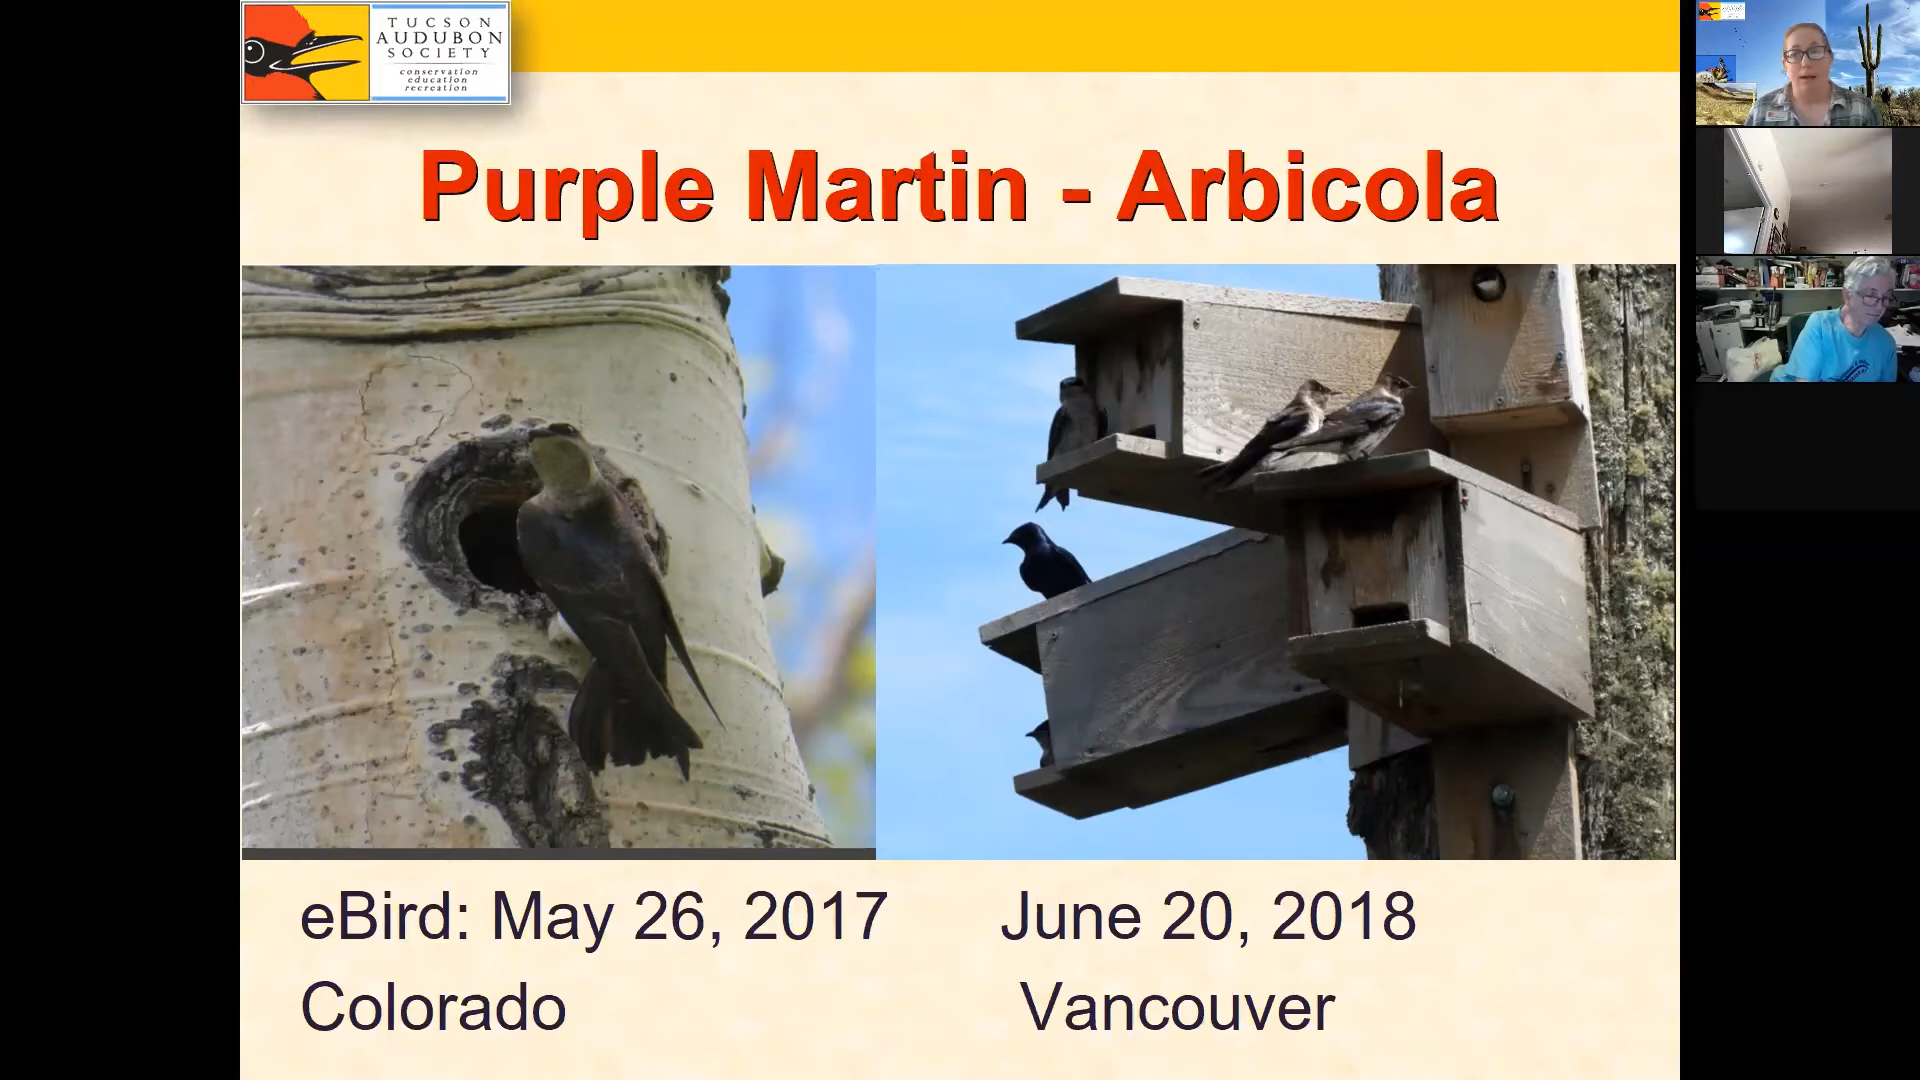 TUCSON
AUDUBON
SOCIETY
conservation
education
recreation
Purple Martin - Arbicola
eBird: May 26, 2017 June 20, 2018
Colorado Vancouver